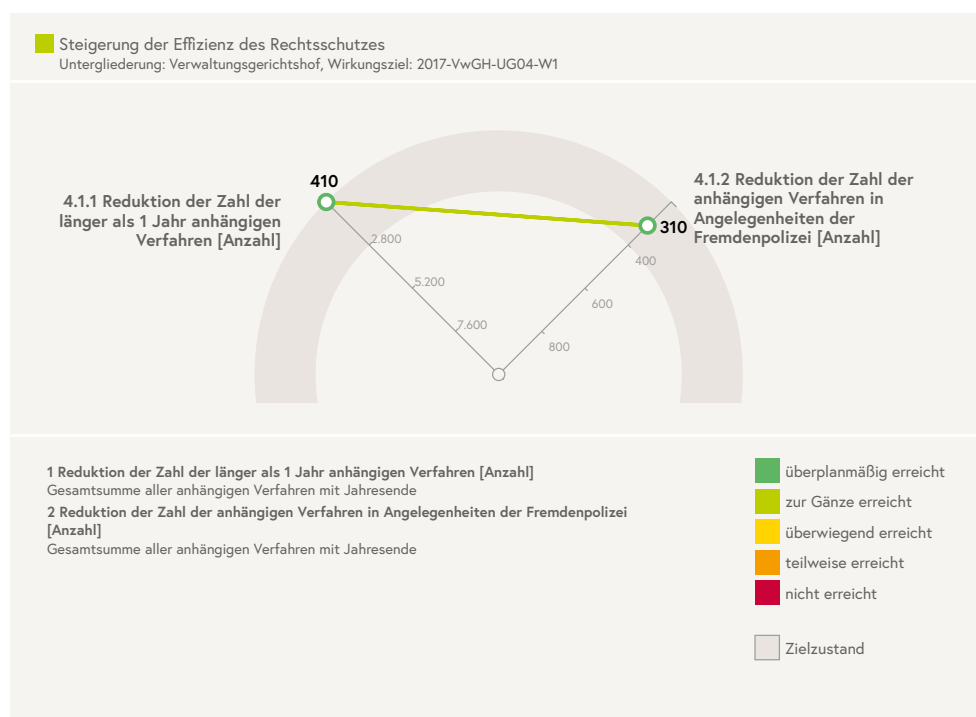 Steigerung der Effizienz des Rechtsschutzes
Untergliederung: Verwaltungsgerichtshof, Wirkungsziel: 2017-VwGH-UG04-W1
4.1.1 Reduktion der Zahl der
länger als 1 Jahr anhängigen
Verfahren [Anzahl]
410
2.800
5.200
7.600
4.1.2 Reduktion der Zahl der
anhängigen Verfahren in
Angelegenheiten der
Fremdenpolizei [Anzahl]
310
400
600
800
1 Reduktion der Zahl der länger als 1 Jahr anhängigen Verfahren [Anzahl]
Gesamtsumme aller anhängigen Verfahren mit Jahresende
2 Reduktion der Zahl der anhängigen Verfahren in Angelegenheiten der Fremdenpolizei
[Anzahl]
Gesamtsumme aller anhängigen Verfahren mit Jahresende
überplanmäßig erreicht
zur Gänze erreicht
überwiegend erreicht
teilweise erreicht
nicht erreicht
Zielzustand